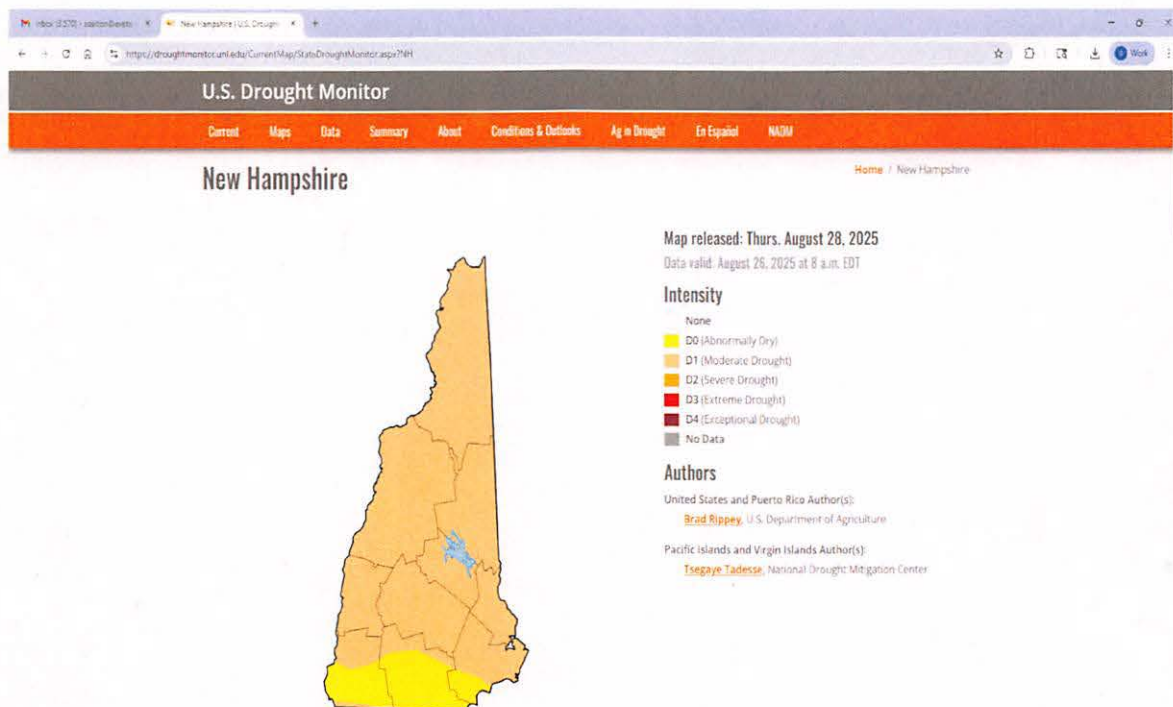 New Hampshire | U.S. Drough
https://droughtmonitor.unl.edu/CurrentMap/StateDroughtMonitor.aspx?NH
Work
U.S. Drought Monitor
Current Maps Data Summary About Conditions & Outlooks Ag in Drought En Español NADM
Home / New Hampshire
New Hampshire
Map released: Thurs. August 28, 2025
Data valid: August 26, 2025 at 8 a.m. EDT
Intensity
None
D0 (Abnormally Dry)
D1 (Moderate Drought)
D2 (Severe Drought)
D3 (Extreme Drought)
D4 (Exceptional Drought)
No Data
Authors
United States and Puerto Rico Author(s):
Brad Rippey, U.S. Department of Agriculture
Pacific Islands and Virgin Islands Author(s):
Tsegaye Tadesse, National Drought Mitigation Center